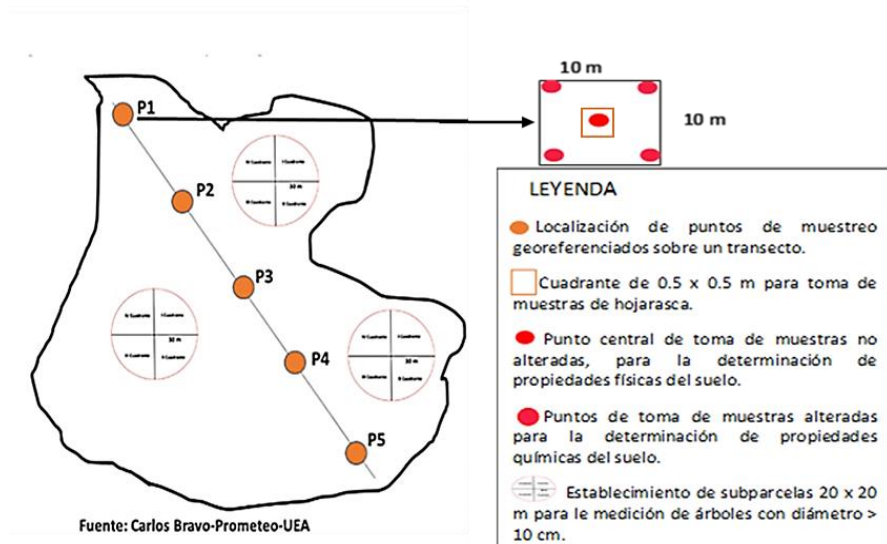 10 m
10 m
P1
P2
P3
P4
P5
LEYENDA
Localización de puntos de muestreo
georeferenciados sobre un transecto.
Cuadrante de 0.5 x 0.5 m para toma de
muestras de hojarasca.
Punto central de toma de muestras no
alteradas, para la determinación de
propiedades físicas del suelo.
Puntos de toma de muestras alteradas
para la determinación de propiedades
químicas del suelo.
Establecimiento de subparcelas 20 x 20
m para le medición de árboles con diámetro >
10 cm.
Fuente: Carlos Bravo-Prometeo-UEA